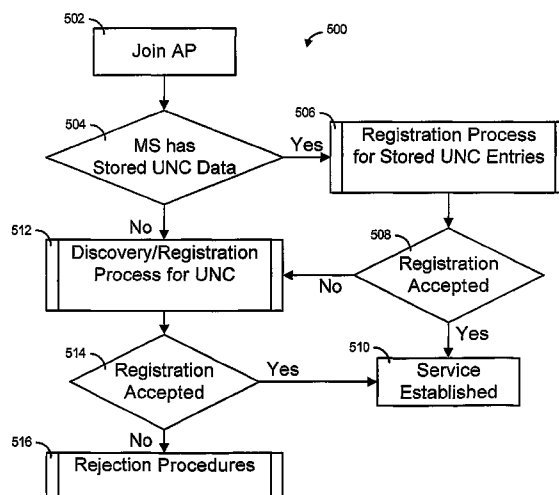 502
Join AP
500
504
MS has
Stored UNC Data
Yes
506
Registration Process
for Stored UNC Entries
No
512
Discovery/Registration
Process for UNC
508
Registration
Accepted
No
Yes
514
Registration
Accepted
Yes
510
Service
Established
No
516
Rejection Procedures